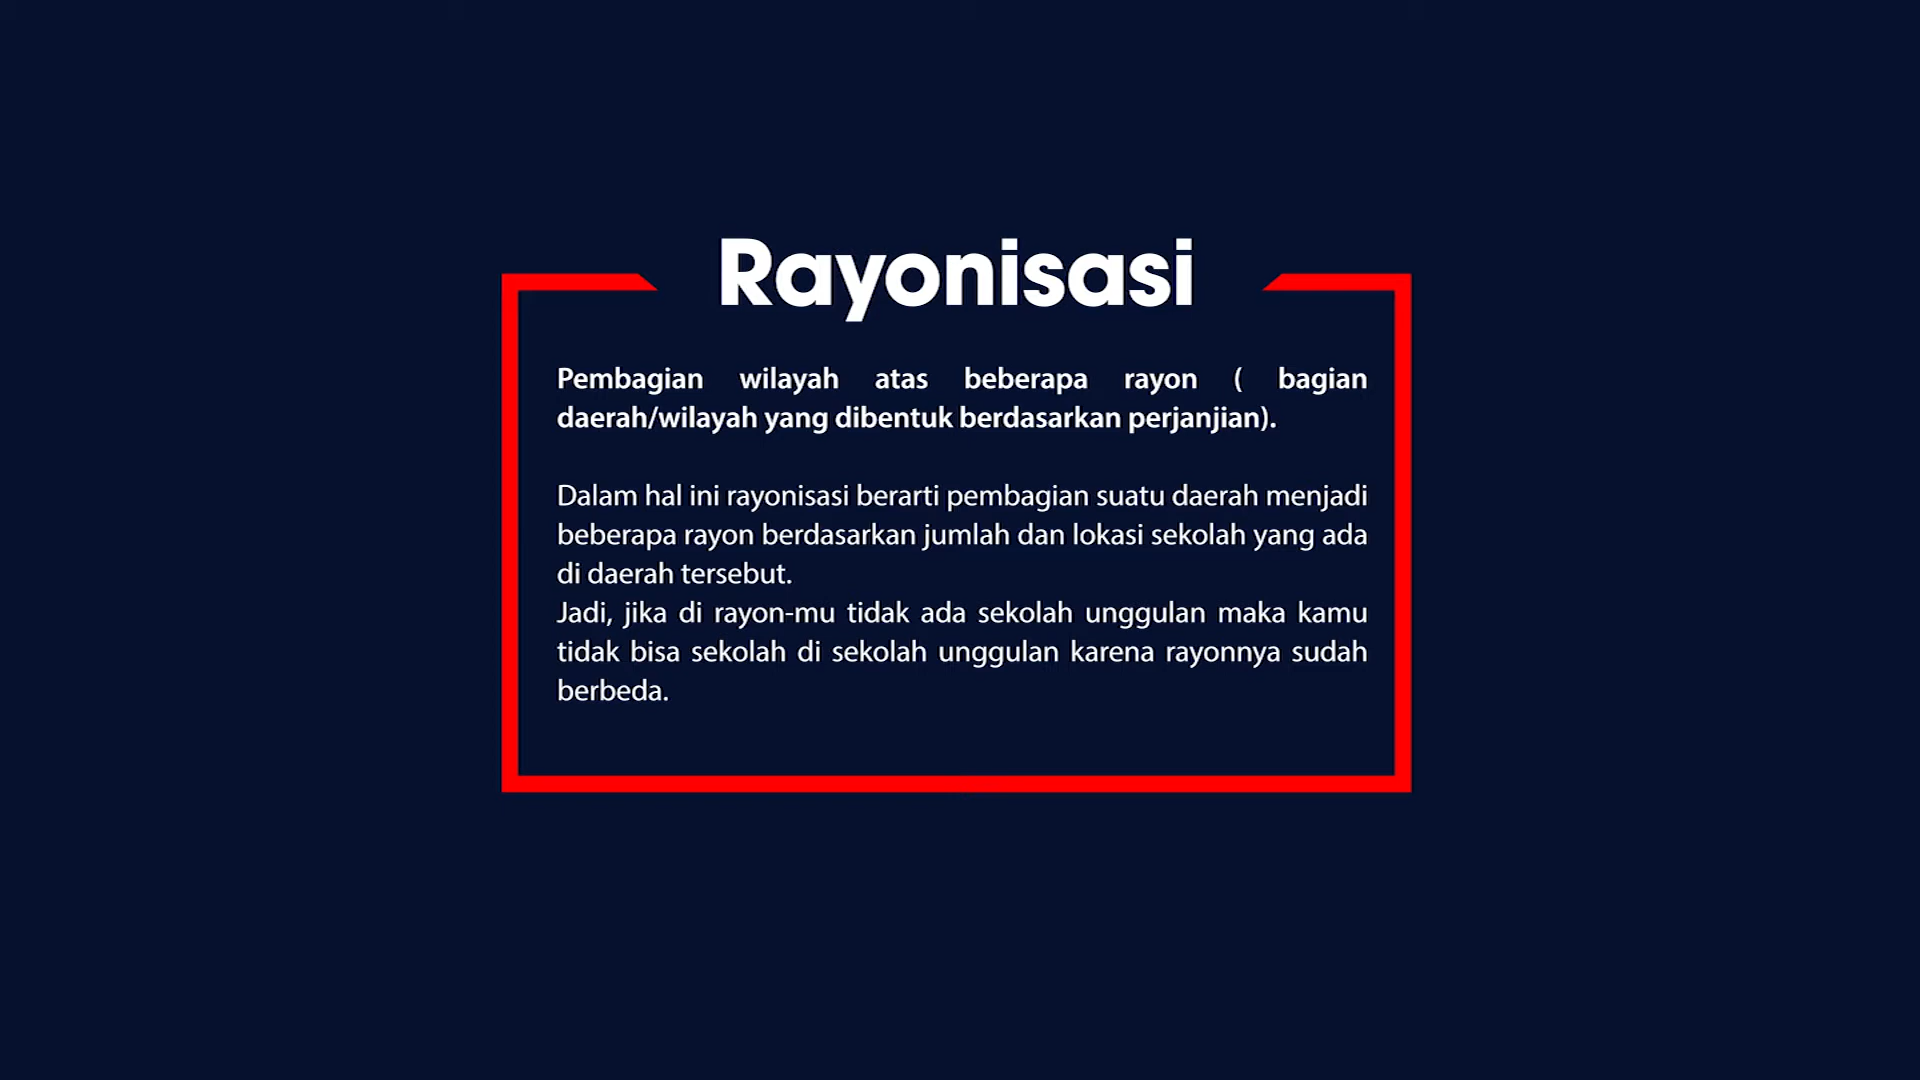 Rayonisasi
Pembagian wilayah atas beberapa rayon ( bagian
daerah/wilayah yang dibentuk berdasarkan perjanjian).
Dalam hal ini rayonisasi berarti pembagian suatu daerah menjadi
beberapa rayon berdasarkan jumlah dan lokasi sekolah yang ada
di daerah tersebut.
Jadi, jika di rayon-mu tidak ada sekolah unggulan maka kamu
tidak bisa sekolah di sekolah unggulan karena rayonnya sudah
berbeda.